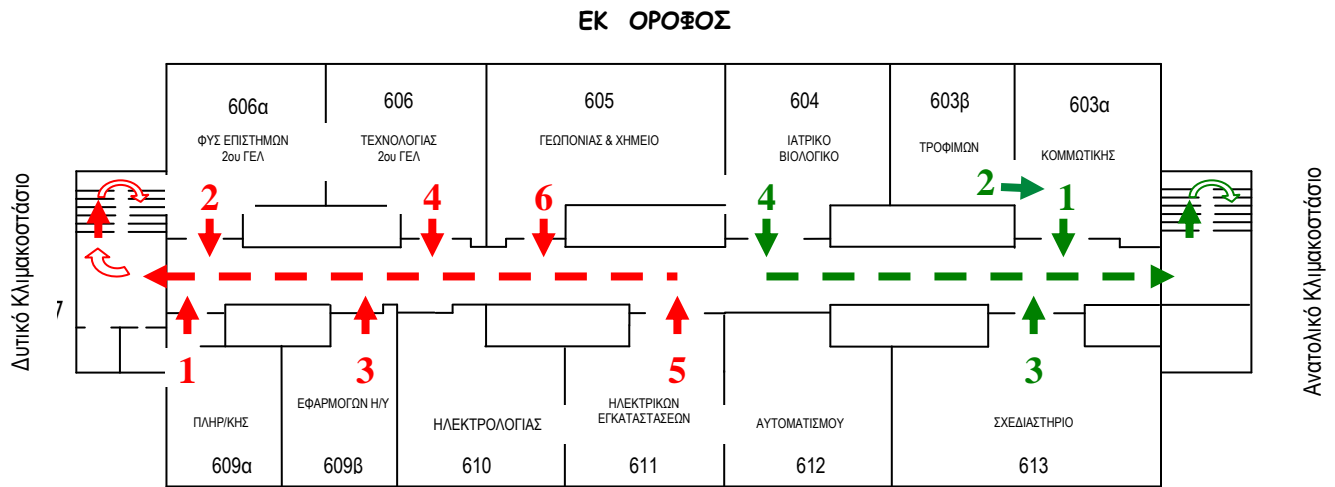 ΕΚ ΟΡΟΦΟΣ
606α
606
605
604
603β
603α
ΦΥΣ ΕΠΙΣΤΗΜΩΝ
2ου ΓΕΛ
ΤΕΧΝΟΛΟΓΙΑΣ
2ου ΓΕΛ
ΓΕΩΠΟΝΙΑΣ & ΧΗΜΕΙΟ
ΙΑΤΡΙΚΟ
ΒΙΟΛΟΓΙΚΟ
ΤΡΟΦΙΜΩΝ
ΚΟΜΜΩΤΙΚΗΣ
2
4
6
4
2
1
Δυτικό Κλιμακοστάσιο
Ανατολικό Κλιμακοστάσιο
7
1
3
5
3
ΠΛΗΡ/ΚΗΣ
ΕΦΑΡΜΟΓΩΝ Η/Υ
ΗΛΕΚΤΡΟΛΟΓΙΑΣ
ΗΛΕΚΤΡΙΚΩΝ
ΕΓΚΑΤΑΣΤΑΣΕΩΝ
ΑΥΤΟΜΑΤΙΣΜΟΥ
ΣΧΕΔΙΑΣΤΗΡΙΟ
609α
609β
610
611
612
613